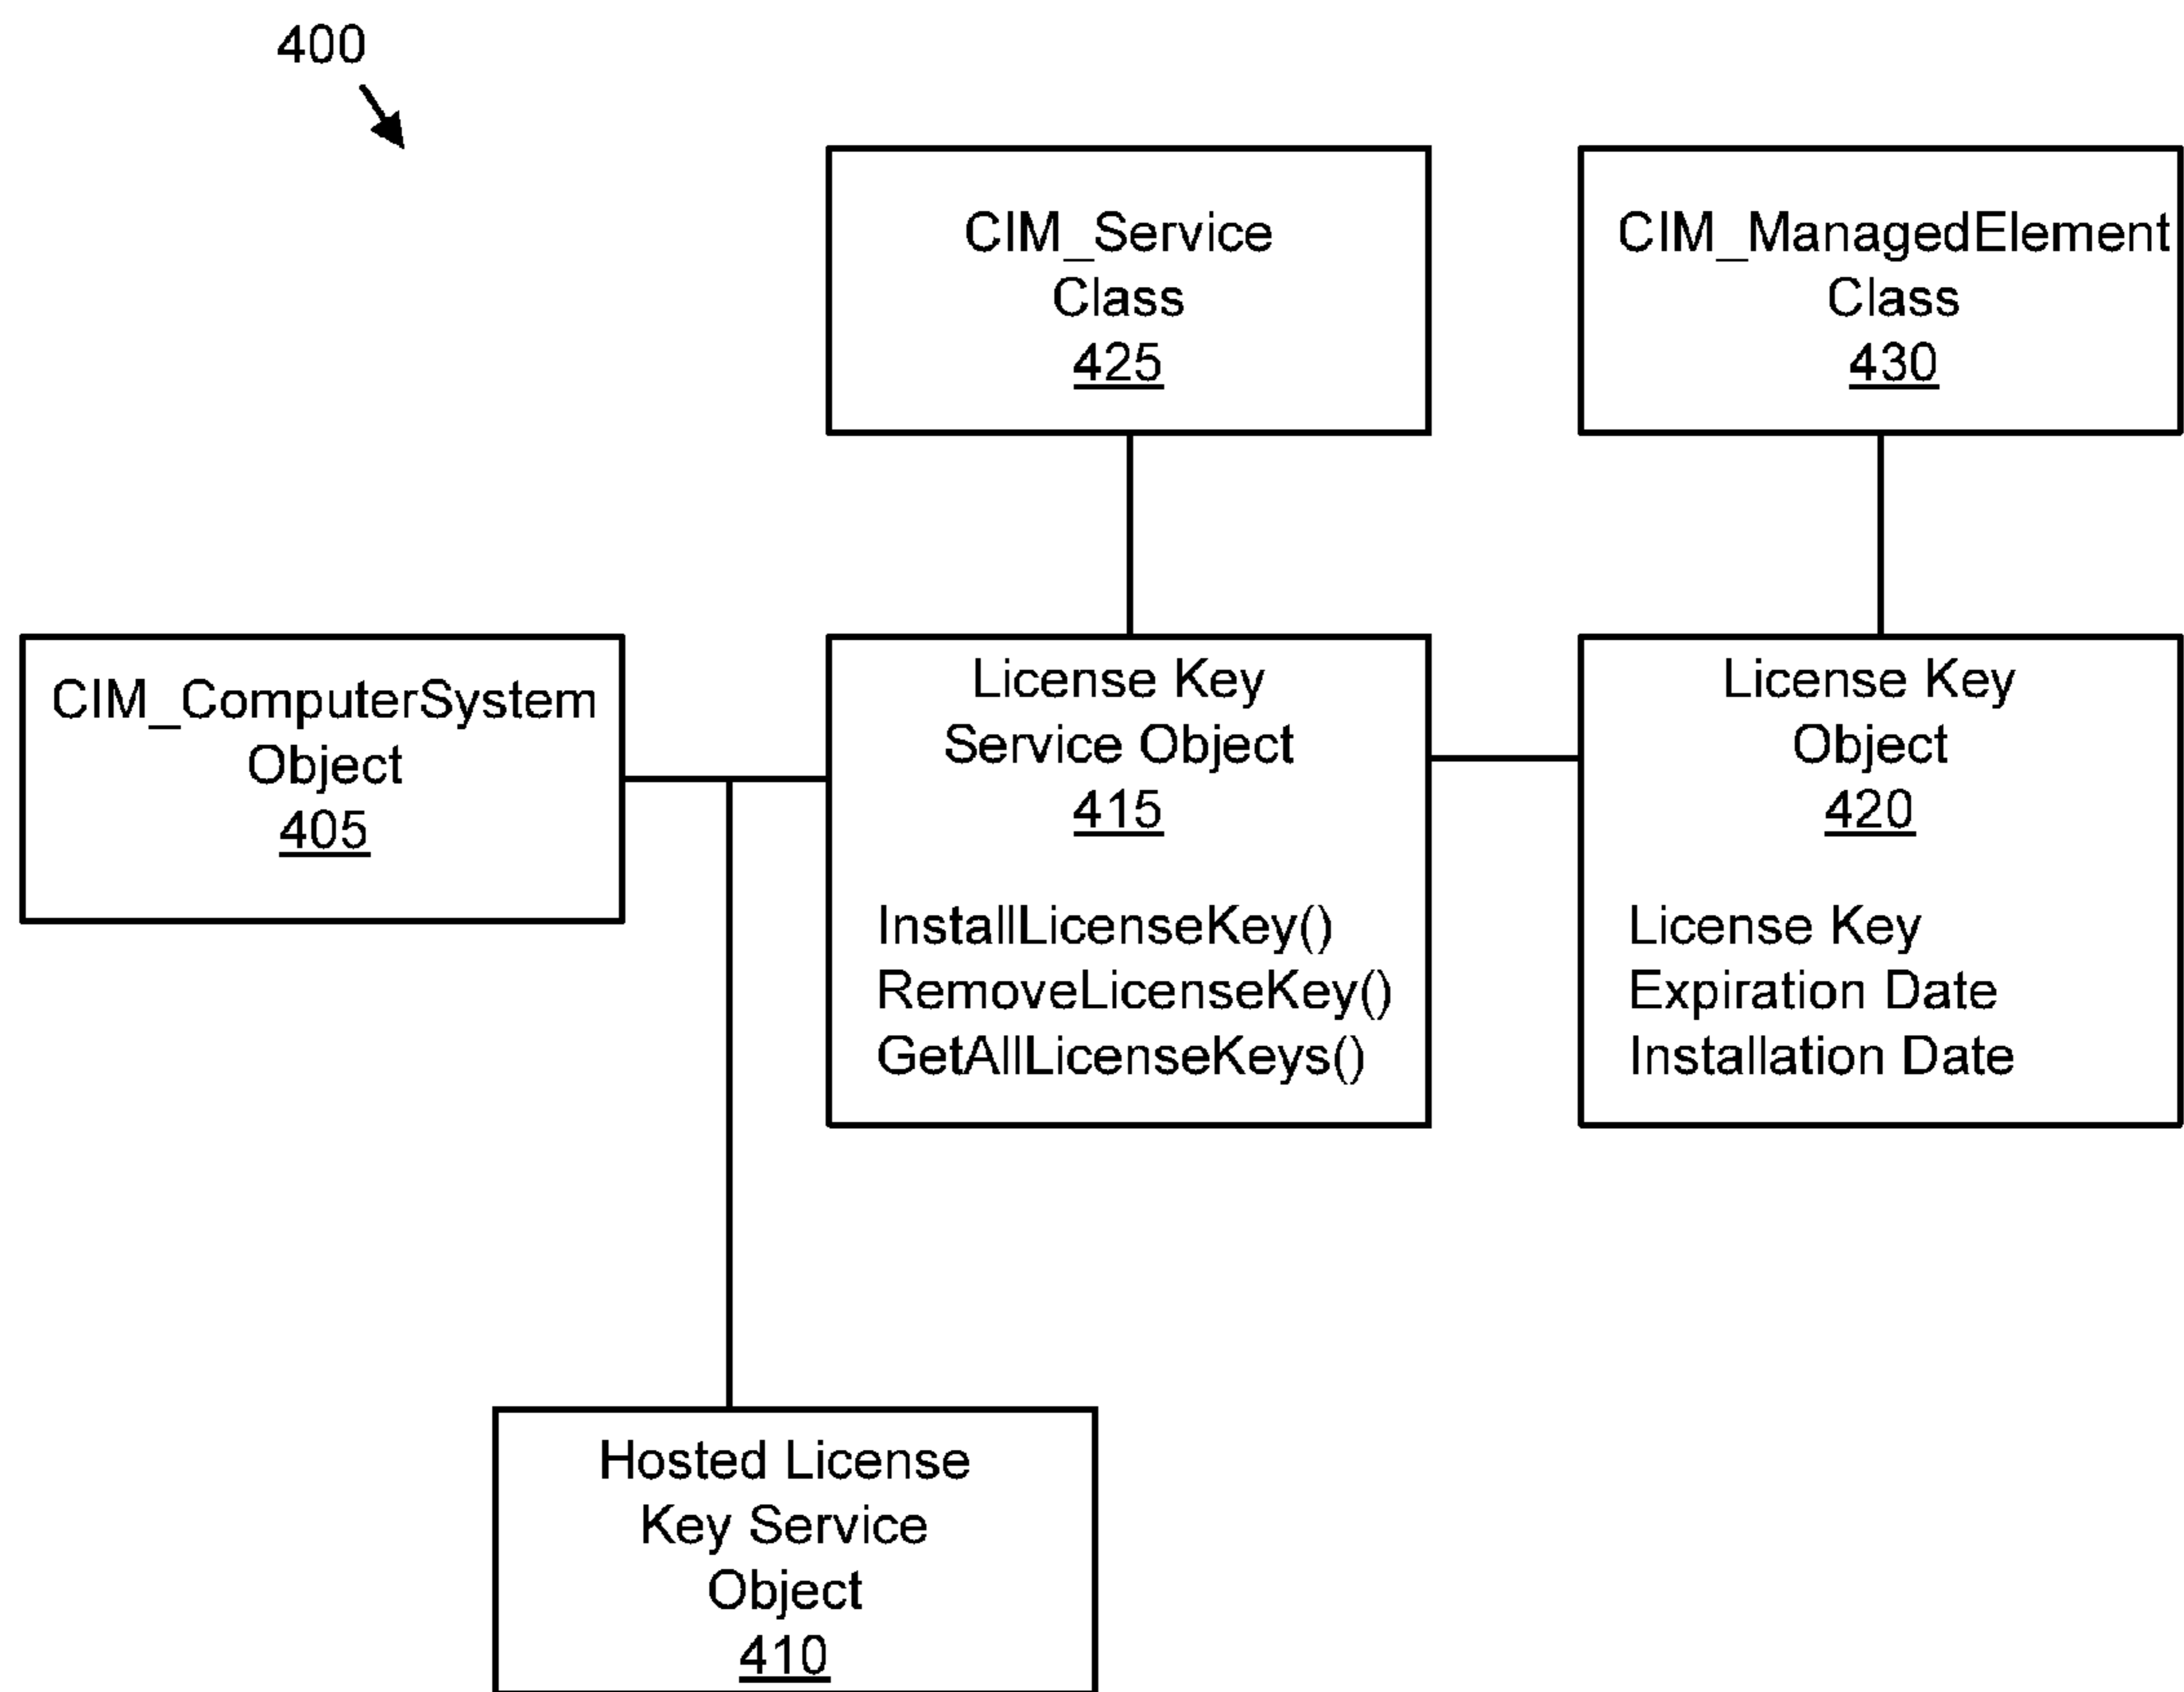 400
CIM_Service
Class
425
CIM_ManagedElement
Class
430
CIM_ComputerSystem
Object
405
License Key
Service Object
415
InstallLicenseKey()
RemoveLicenseKey()
GetAllLicenseKeys()
License Key
Object
420
License Key
Expiration Date
Installation Date
Hosted License
Key Service
Object
410